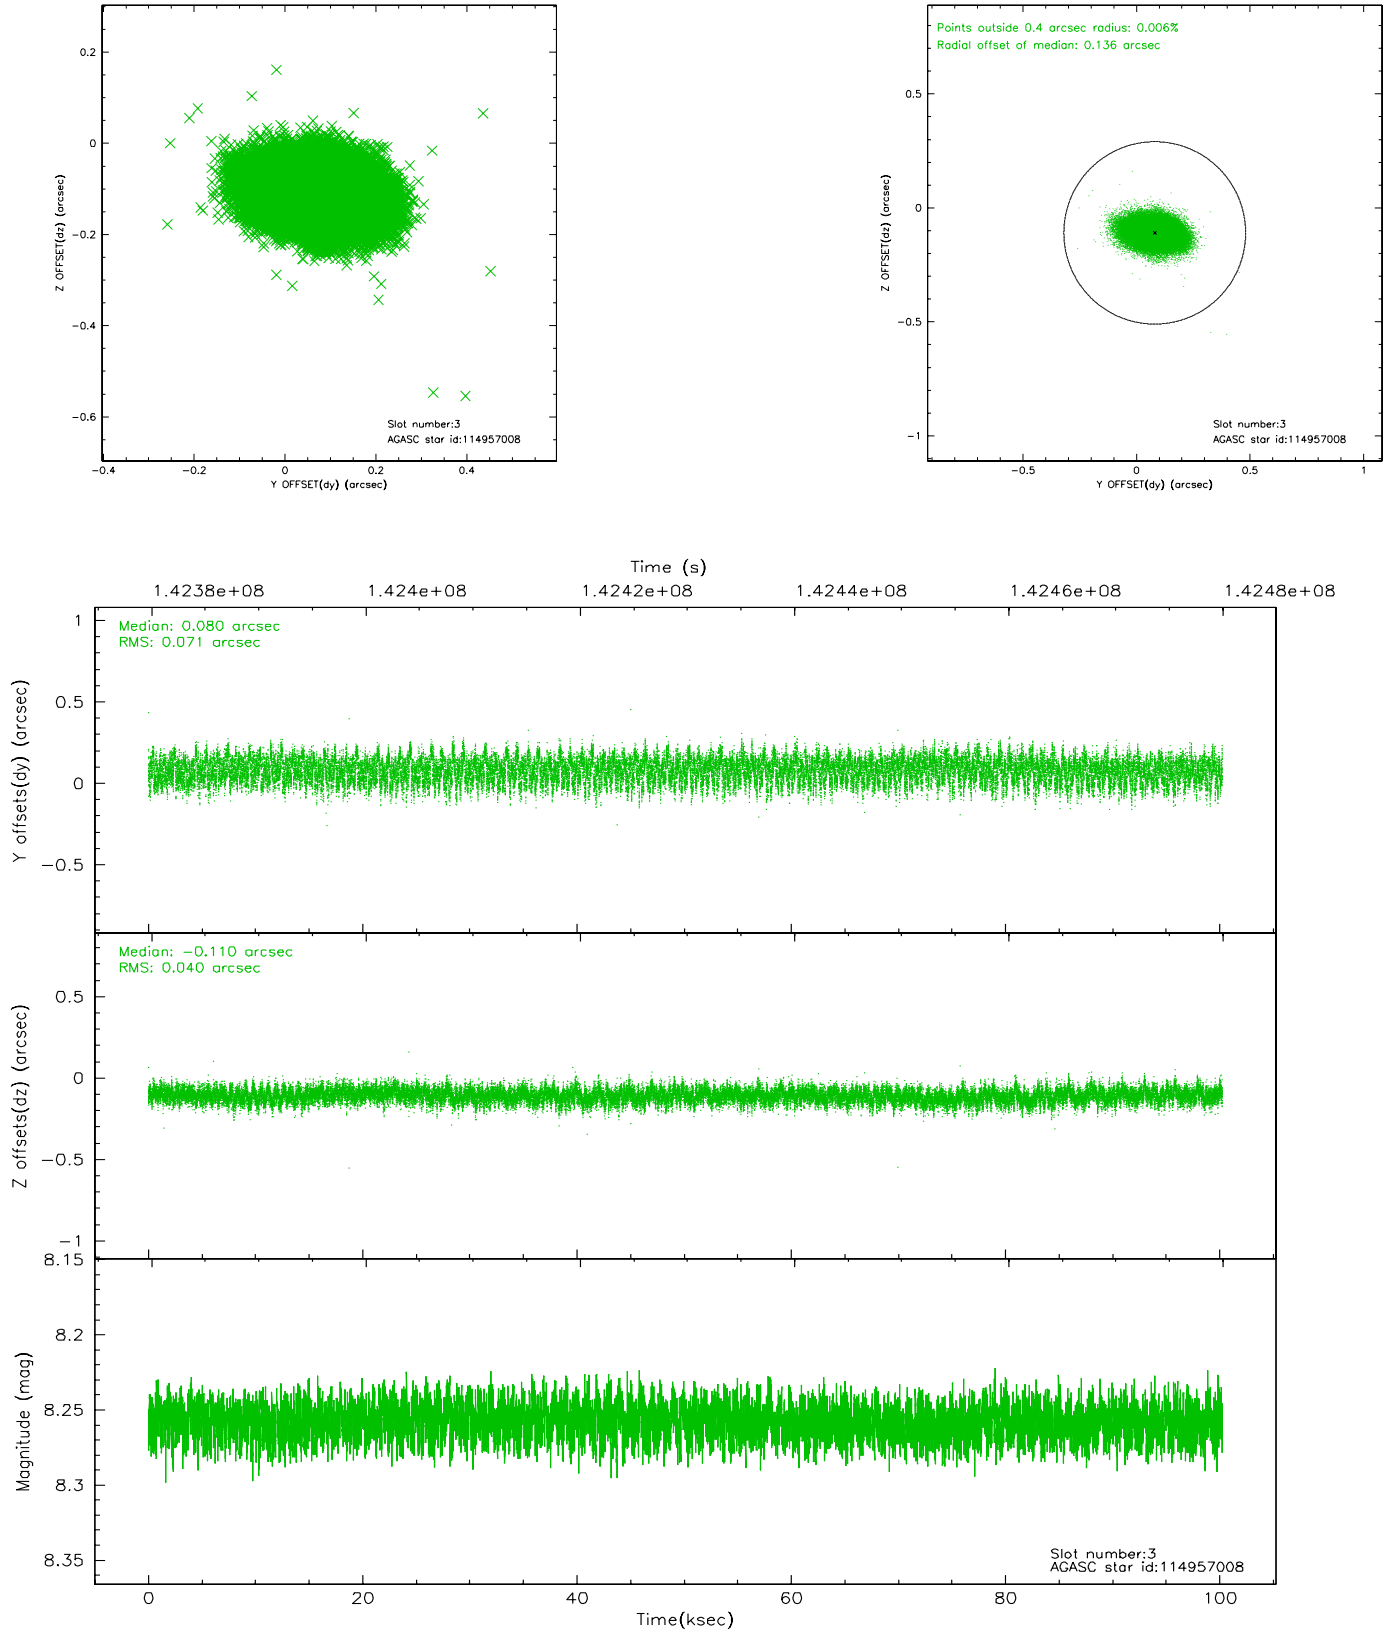 0.2
0
-0.2
-0.4
-0.6
Z OFFSET(dz) (arcsec)
Slot number:3
AGASC star id:114957008
-0.4
-0.2
0
0.2
0.4
Y OFFSET(dy) (arcsec)
Points outside 0.4 arcsec radius: 0.006%
Radial offset of median: 0.136 arcsec
0.5
0
-0.5
-1
Z OFFSET(dz) (arcsec)
Slot number:3
AGASC star id:114957008
-0.5
0
0.5
1
Y OFFSET(dy) (arcsec)
Time (s)
1.4238e+08
1.424e+08
1.4242e+08
1.4244e+08
1.4246e+08
1.4248e+08
Median: 0.080 arcsec
RMS: 0.071 arcsec
1
0.5
0
-0.5
Y offsets(dy) (arcsec)
Median: -0.110 arcsec
RMS: 0.040 arcsec
0.5
0
-0.5
-1
Z offsets(dz) (arcsec)
8.15
8.2
8.25
8.3
8.35
Magnitude (mag)
Slot number:3
AGASC star id:114957008
0
20
40
60
80
100
Time(ksec)